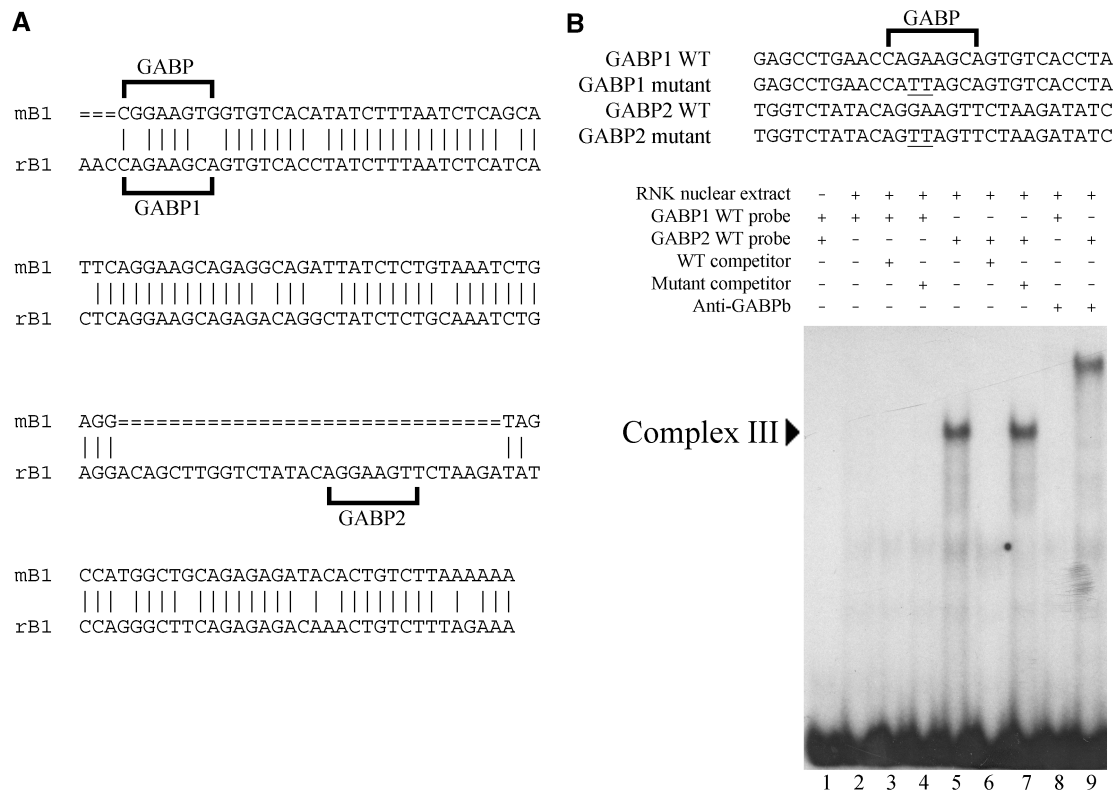 A
GABP
mB1 ===CGGAAGTGGTGTCACATATCTTTAATCTCAGCA
rB1 AACCAGAAGCAGTGTCACCTATCTTTAATCTCATCA
GABP1
mB1 TTCAGGAAGCAGAGGCAGATTATCTCTGTAAATCTG
rB1 CTCAGGAAGCAGAGACAGGCTATCTCTGCAAATCTG
mB1 AGG==============================TAG
rB1 AGGACAGCTTGGTCTATACAGGAAGTTCTAAGATAT
GABP2
mB1 CCATGGCTGCAGAGAGATACACTGTCTTAAAAAA
rB1 CCAGGGCTTCAGAGAGACAAACTGTCTTTAGAAA
B
GABP
GABP1 WT GAGCCTGAACCAGAAGCAGTGTCACCTA
GABP1 mutant GAGCCTGAACCATTAGCAGTGTCACCTA
GABP2 WT TGGTCTATACAGGAAGTTCTAAGATATC
GABP2 mutant TGGTCTATACAGTTAGTTCTAAGATATC
RNK nuclear extract - + + + + + + + +
GABP1 WT probe + + + + - - - + -
GABP2 WT probe + - - - + + + - +
WT competitor - - + - - + - - -
Mutant competitor - - - + - - + - -
Anti-GABPb - - - - - - - + +
Complex III
1 2 3 4 5 6 7 8 9